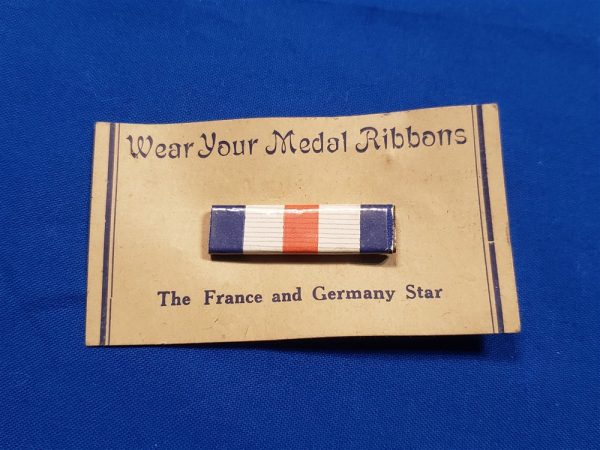 Wear Your Medal Ribbons
The France and Germany Star